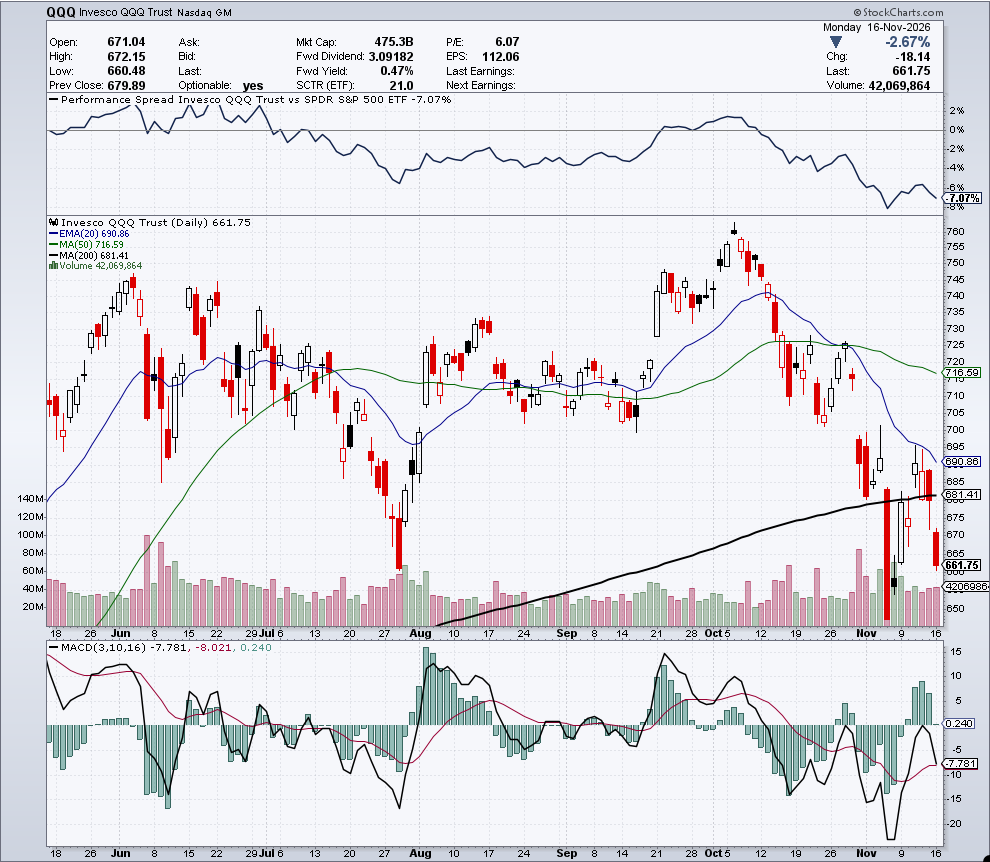 QQQ Invesco QQQ Trust Nasdaq GM © StockCharts.com
Monday 16-Nov-2026
Open: 671.04 Ask: Mkt Cap: 475.3B P/E: 6.07 ▼ -2.67%
High: 672.15 Bid: Fwd Dividend: 3.09182 EPS: 112.06 Chg: -18.14
Low: 660.48 Last: Fwd Yield: 0.47% Last Earnings: Last: 661.75
Prev Close: 679.89 Optionable: yes SCTR (ETF): 21.0 Next Earnings: Volume: 42,069,864
Performance Spread Invesco QQQ Trust vs SPDR S&P 500 ETF -7.07%
2%
0%
-2%
-4%
-6%
-7.07%
-8%
Invesco QQQ Trust (Daily) 661.75
EMA(20) 690.86
MA(50) 716.59
MA(200) 681.41
Volume 42,069,864
760
755
750
745
740
735
730
725
720
716.59
715
710
705
700
695
690.86
685
681.41
680
675
670
665
661.75
660
42069864
650
140M
120M
100M
80M
60M
40M
20M
18 26 Jun 8 15 22 29 Jul 6 13 20 27 Aug 10 17 24 Sep 8 14 21 28 Oct 5 12 19 26 Nov 9 16
MACD(3,10,16) -7.781, -8.021, 0.240
15
10
5
0.240
-5
-7.781
-10
-15
-20
18 26 Jun 8 15 22 29 Jul 6 13 20 27 Aug 10 17 24 Sep 8 14 21 28 Oct 5 12 19 26 Nov 9 16